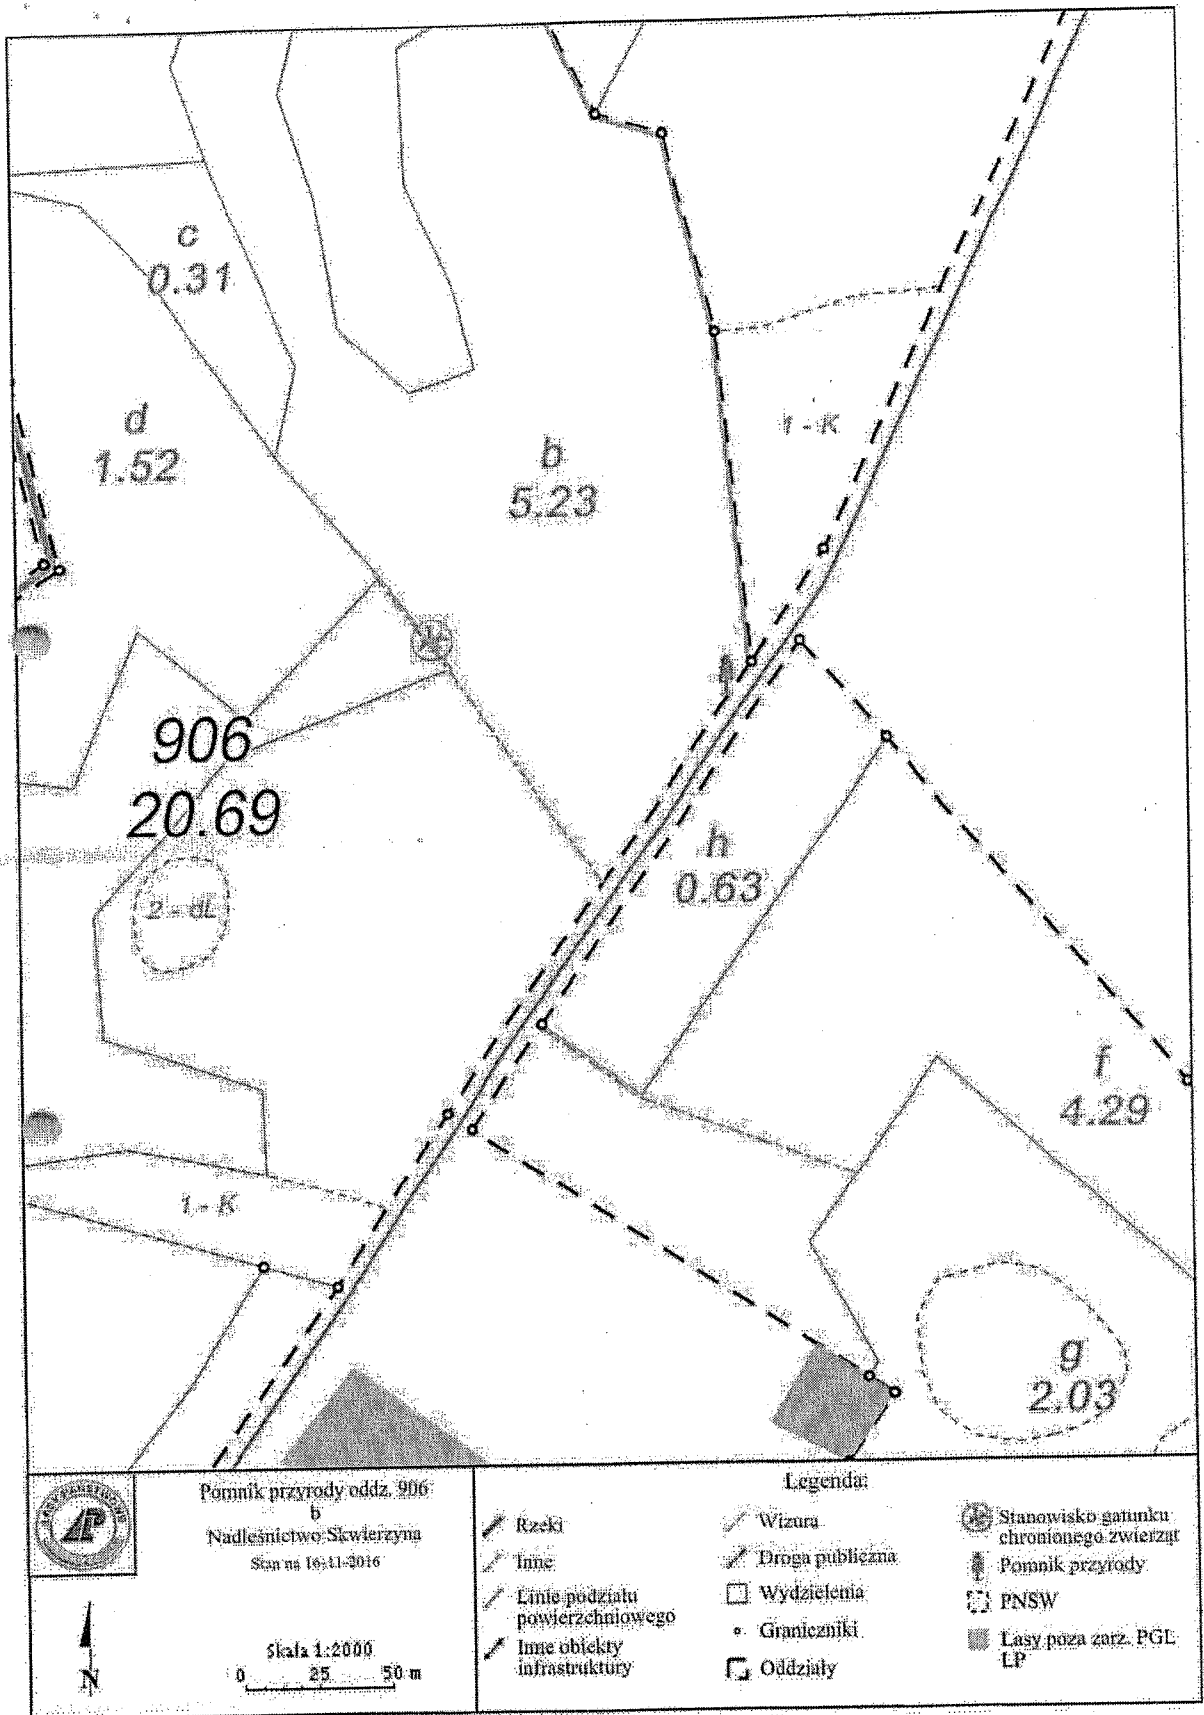 c
0.31
d
1.52
b
5.23
1 - K
906
20.69
h
0.63
2 - dL
f
4.29
1 - K
g
2.03
Pomnik przyrody oddz. 906
b
Nadleśnictwo Skwierzyna
Stan na 16-11-2016
N
Skala 1:2000
0 25 50 m
Legenda:
Rzeki
Inne
Linie podziału
powierzchniowego
Inne obiekty
infrastruktury
Wizura
Droga publiczna
Wydzielenia
Graniczniki
Oddziały
Stanowisko gatunku
chronionego zwierząt
Pomnik przyrody
PNSW
Lasy poza zarz. PGL
LP